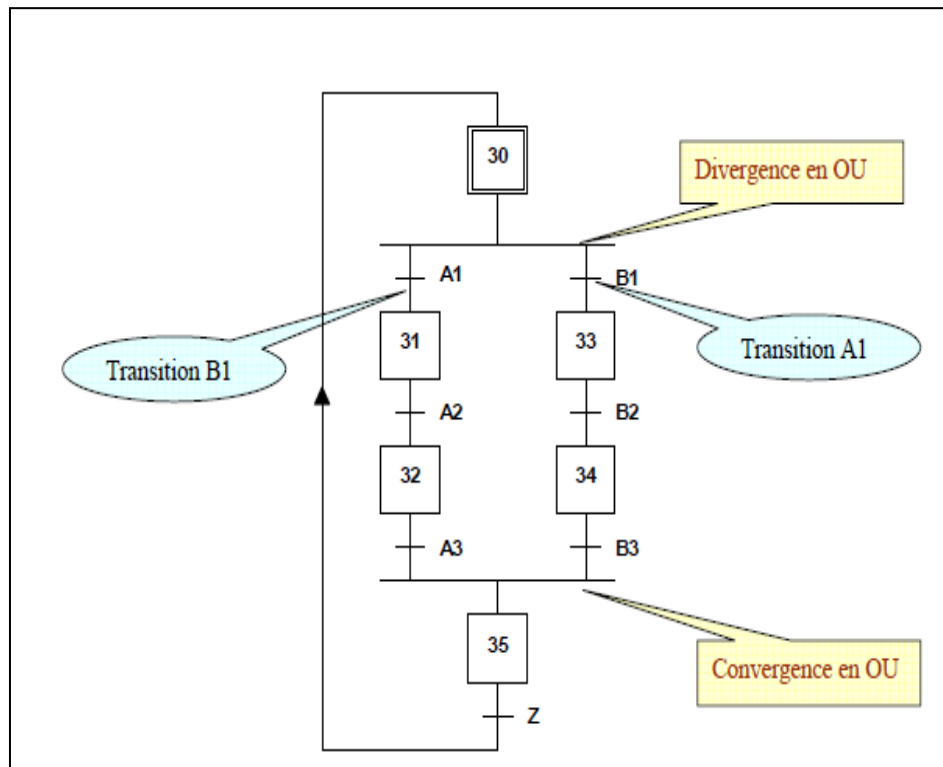 30
Divergence en OU
A1
B1
31
33
Transition B1
Transition A1
A2
B2
32
34
A3
B3
35
Convergence en OU
Z